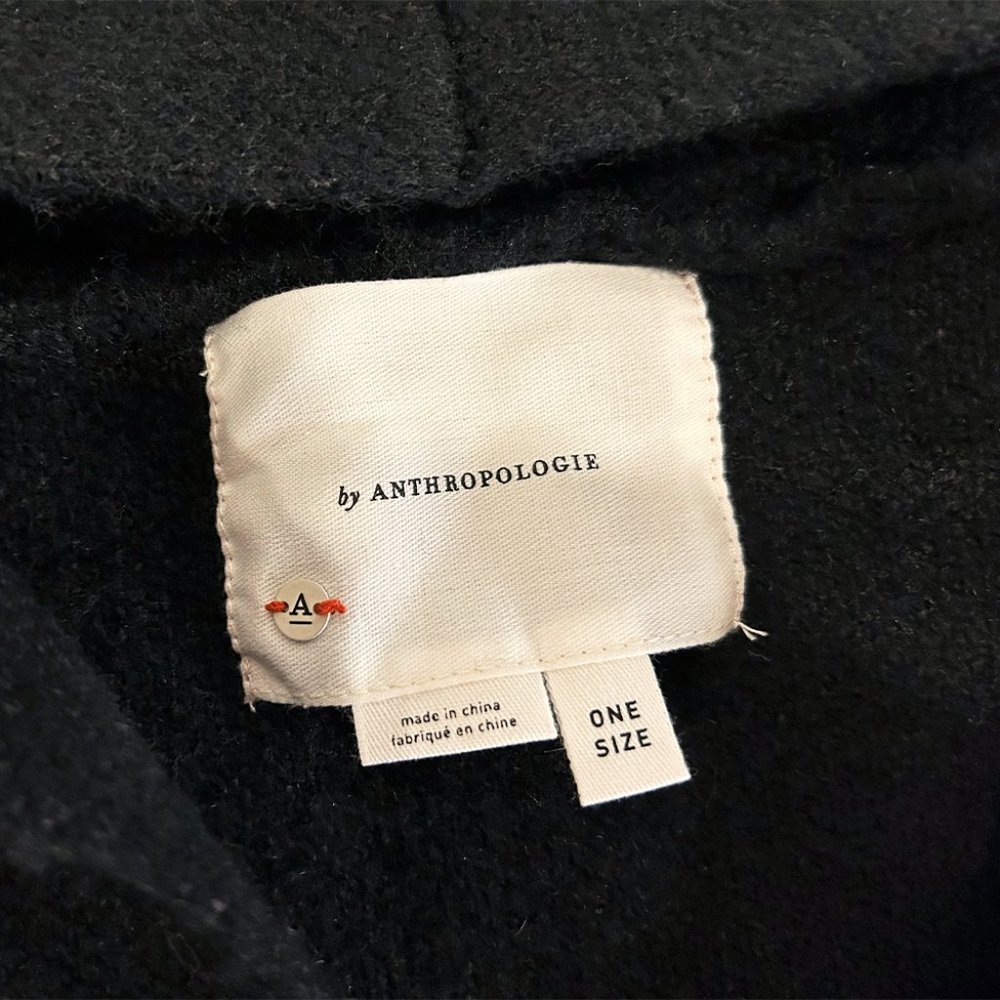 by ANTHROPOLOGIE
A
made in china
fabriqué en chine
ONE
SIZE